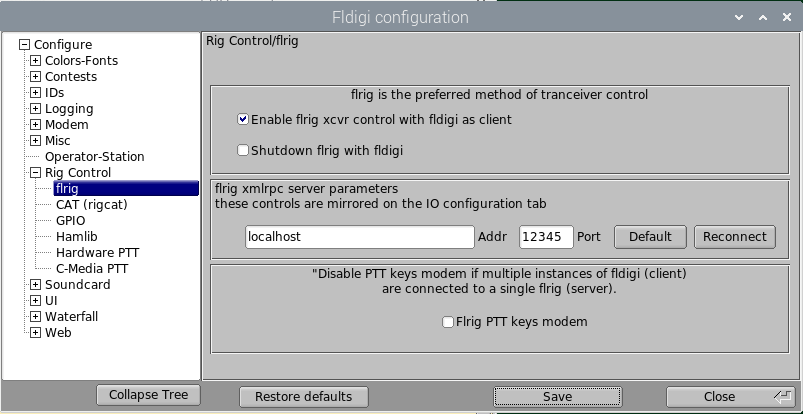 Fldigi configuration
Configure
Colors-Fonts
Contests
IDs
Logging
Modem
Misc
Operator-Station
Rig Control
flrig
CAT (rigcat)
GPIO
Hamlib
Hardware PTT
C-Media PTT
Soundcard
UI
Waterfall
Web
Collapse Tree
Rig Control/flrig
flrig is the preferred method of tranceiver control
Enable flrig xcvr control with fldigi as client
Shutdown flrig with fldigi
flrig xmlrpc server parameters
these controls are mirrored on the IO configuration tab
localhost Addr 12345 Port Default Reconnect
"Disable PTT keys modem if multiple instances of fldigi (client)
are connected to a single flrig (server).
Flrig PTT keys modem
Restore defaults Save Close